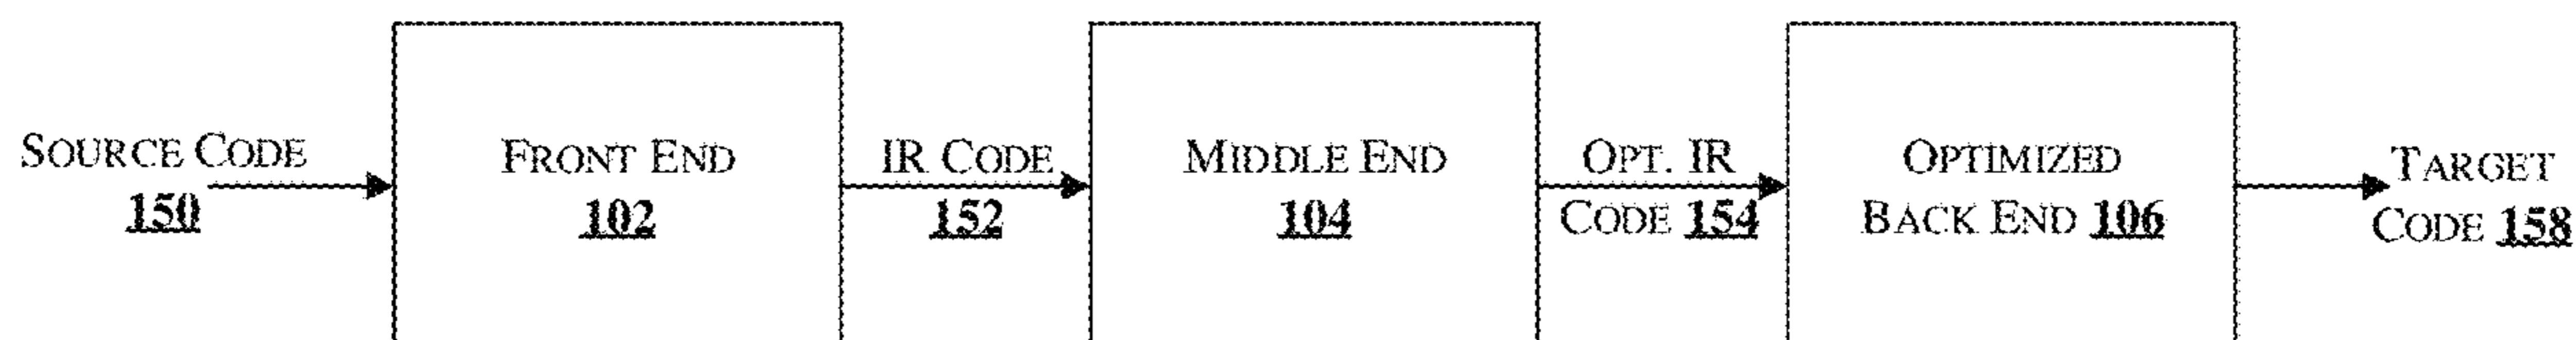 SOURCE CODE
150
FRONT END
102
IR CODE
152
MIDDLE END
104
OPT. IR
CODE 154
OPTIMIZED
BACK END 106
TARGET
CODE 158